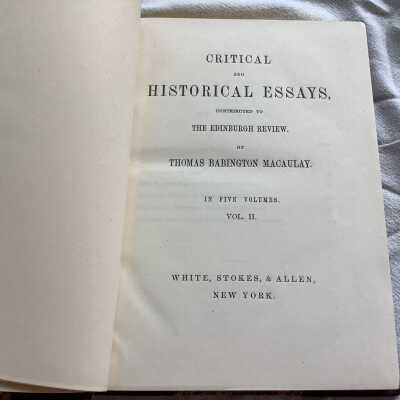 CRITICAL
AND
HISTORICAL ESSAYS,
CONTRIBUTED TO
THE EDINBURGH REVIEW.
BY
THOMAS BABINGTON MACAULAY.
IN FIVE VOLUMES.
VOL. II.
WHITE, STOKES, & ALLEN,
NEW YORK.